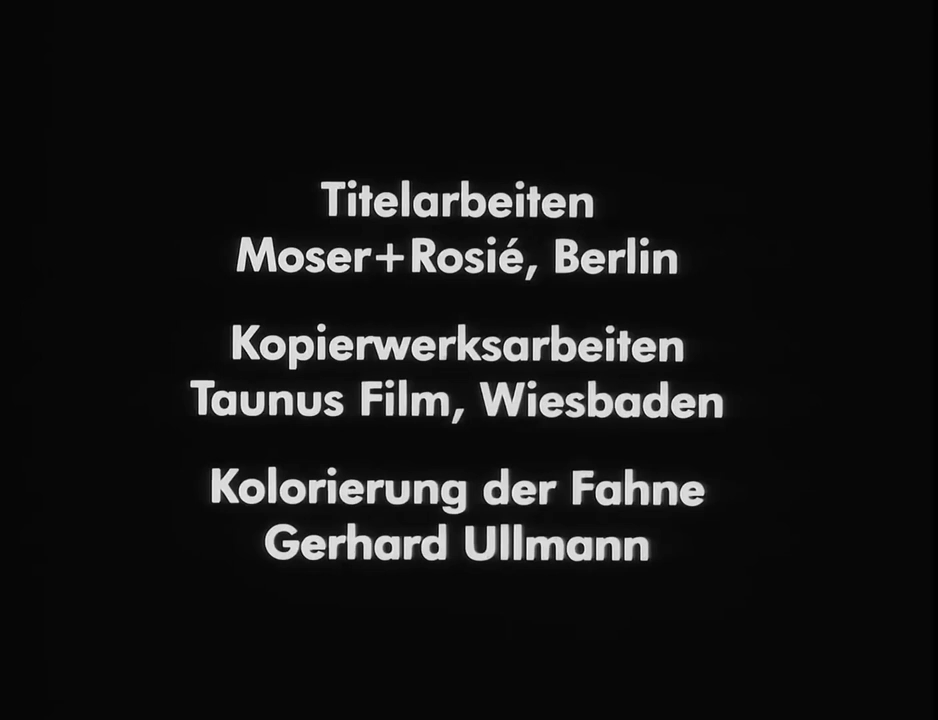 Titelarbeiten
Moser+Rosié, Berlin
Kopierwerksarbeiten
Taunus Film, Wiesbaden
Kolorierung der Fahne
Gerhard Ullmann